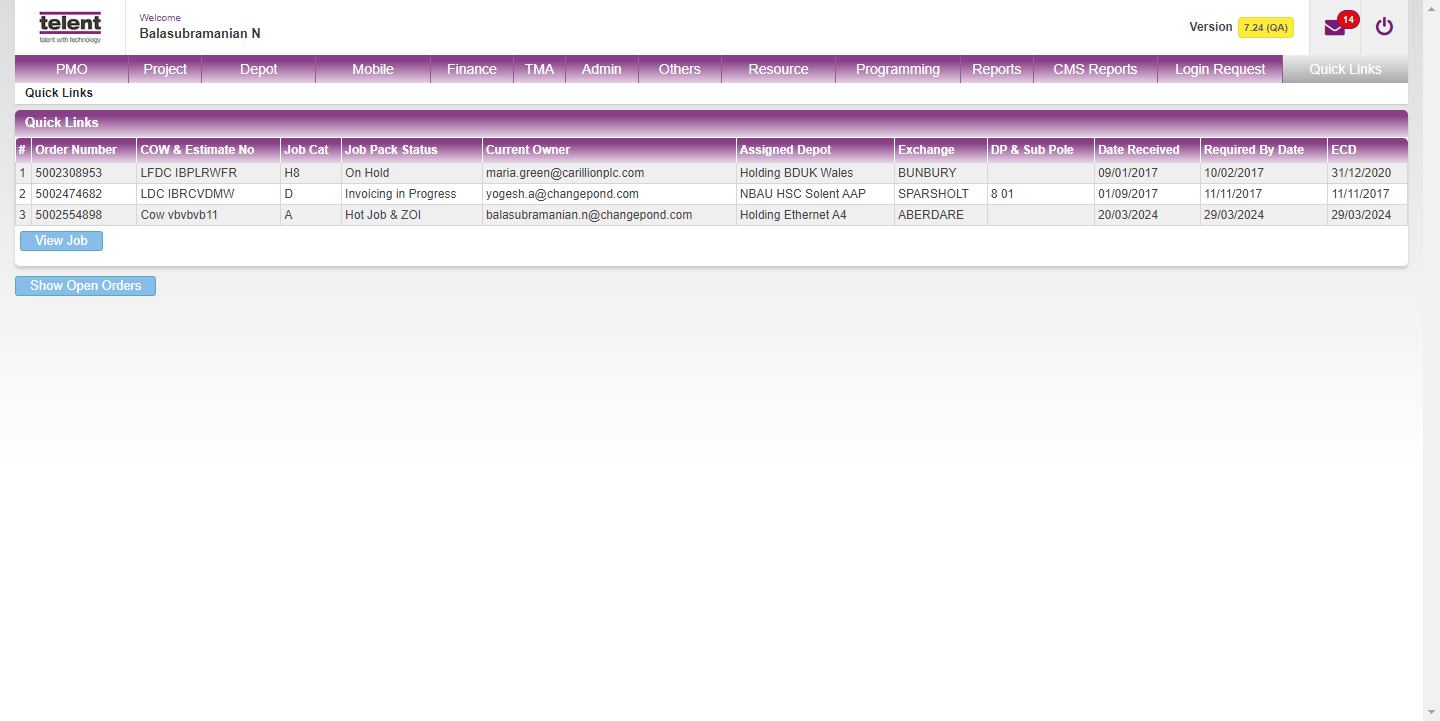 telent
talent with technology
Welcome
Balasubramanian N
Version 7.24 (QA)
14
PMO Project Depot Mobile Finance TMA Admin Others Resource Programming Reports CMS Reports Login Request Quick Links
Quick Links
Quick Links
# Order Number COW & Estimate No Job Cat Job Pack Status Current Owner Assigned Depot Exchange DP & Sub Pole Date Received Required By Date ECD
1 5002308953 LFDC IBPLRWFR H8 On Hold maria.green@carillionplc.com Holding BDUK Wales BUNBURY 09/01/2017 10/02/2017 31/12/2020
2 5002474682 LDC IBRCVDMW D Invoicing in Progress yogesh.a@changepond.com NBAU HSC Solent AAP SPARSHOLT 8 01 01/09/2017 11/11/2017 11/11/2017
3 5002554898 Cow vbvbvb11 A Hot Job & ZOI balasubramanian.n@changepond.com Holding Ethernet A4 ABERDARE 20/03/2024 29/03/2024 29/03/2024
View Job
Show Open Orders